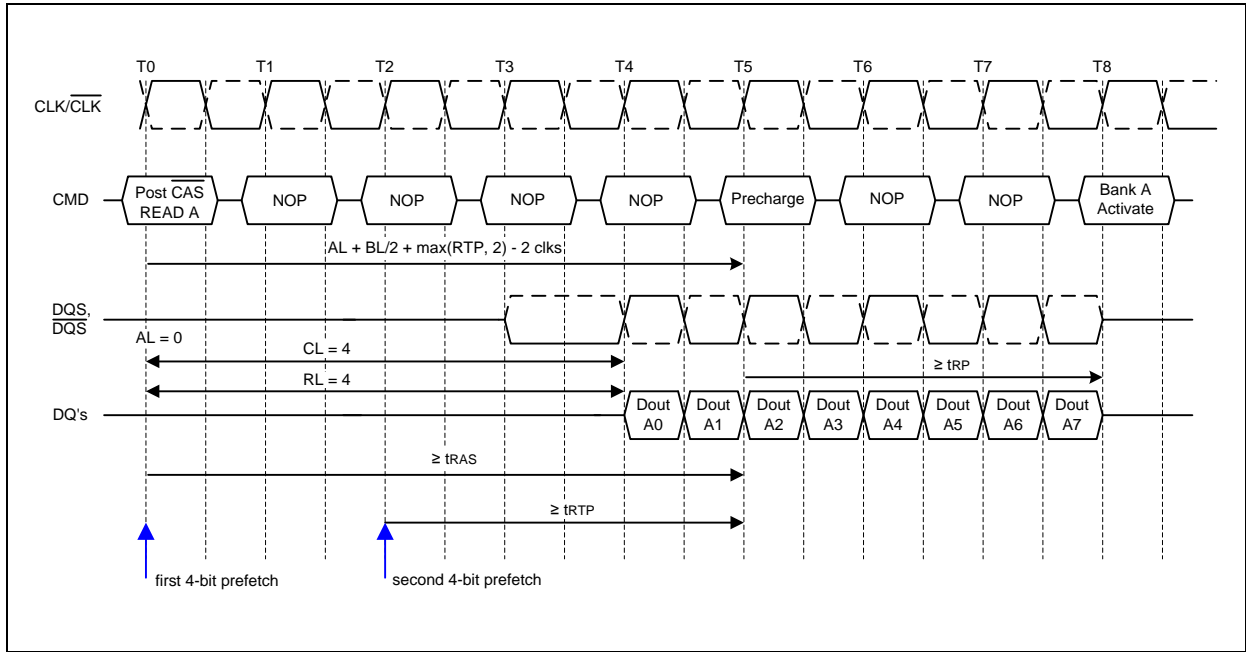 T0 T1 T2 T3 T4 T5 T6 T7 T8
CLK/CLK
CMD
Post CAS
READ A
NOP NOP NOP NOP Precharge NOP NOP
Bank A
Activate
AL + BL/2 + max(RTP, 2) - 2 clks
DQS,
DQS
AL = 0
CL = 4
≥ tRP
RL = 4
DQ's
Dout Dout Dout Dout Dout Dout Dout Dout
A0 A1 A2 A3 A4 A5 A6 A7
≥ tRAS
≥ tRTP
first 4-bit prefetch second 4-bit prefetch